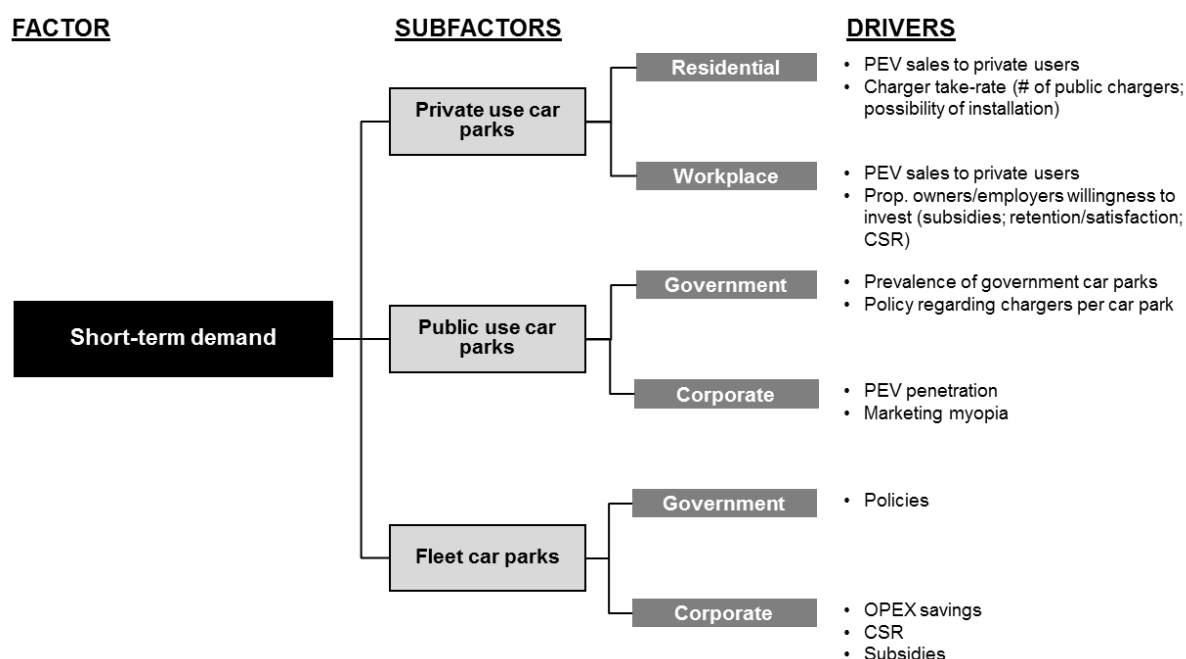 FACTOR
SUBFACTORS
DRIVERS
Short-term demand
Private use car
parks
Residential
• PEV sales to private users
• Charger take-rate (# of public chargers;
possibility of installation)
Workplace
• PEV sales to private users
• Prop. owners/employers willingness to
invest (subsidies; retention/satisfaction;
CSR)
Public use car
parks
Government
• Prevalence of government car parks
• Policy regarding chargers per car park
Corporate
• PEV penetration
• Marketing myopia
Fleet car parks
Government
• Policies
Corporate
• OPEX savings
• CSR
• Subsidies